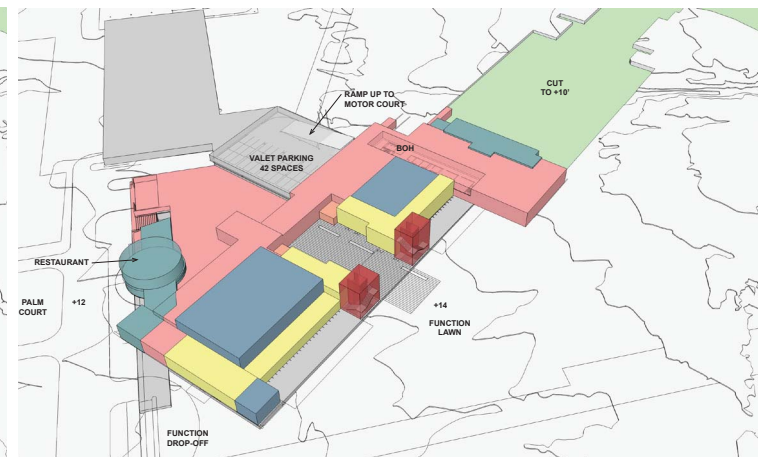 CUT
TO +10'
RAMP UP TO
MOTOR COURT
BOH
VALET PARKING
42 SPACES
RESTAURANT
PALM
COURT
+12
+14
FUNCTION
LAWN
FUNCTION
DROP-OFF